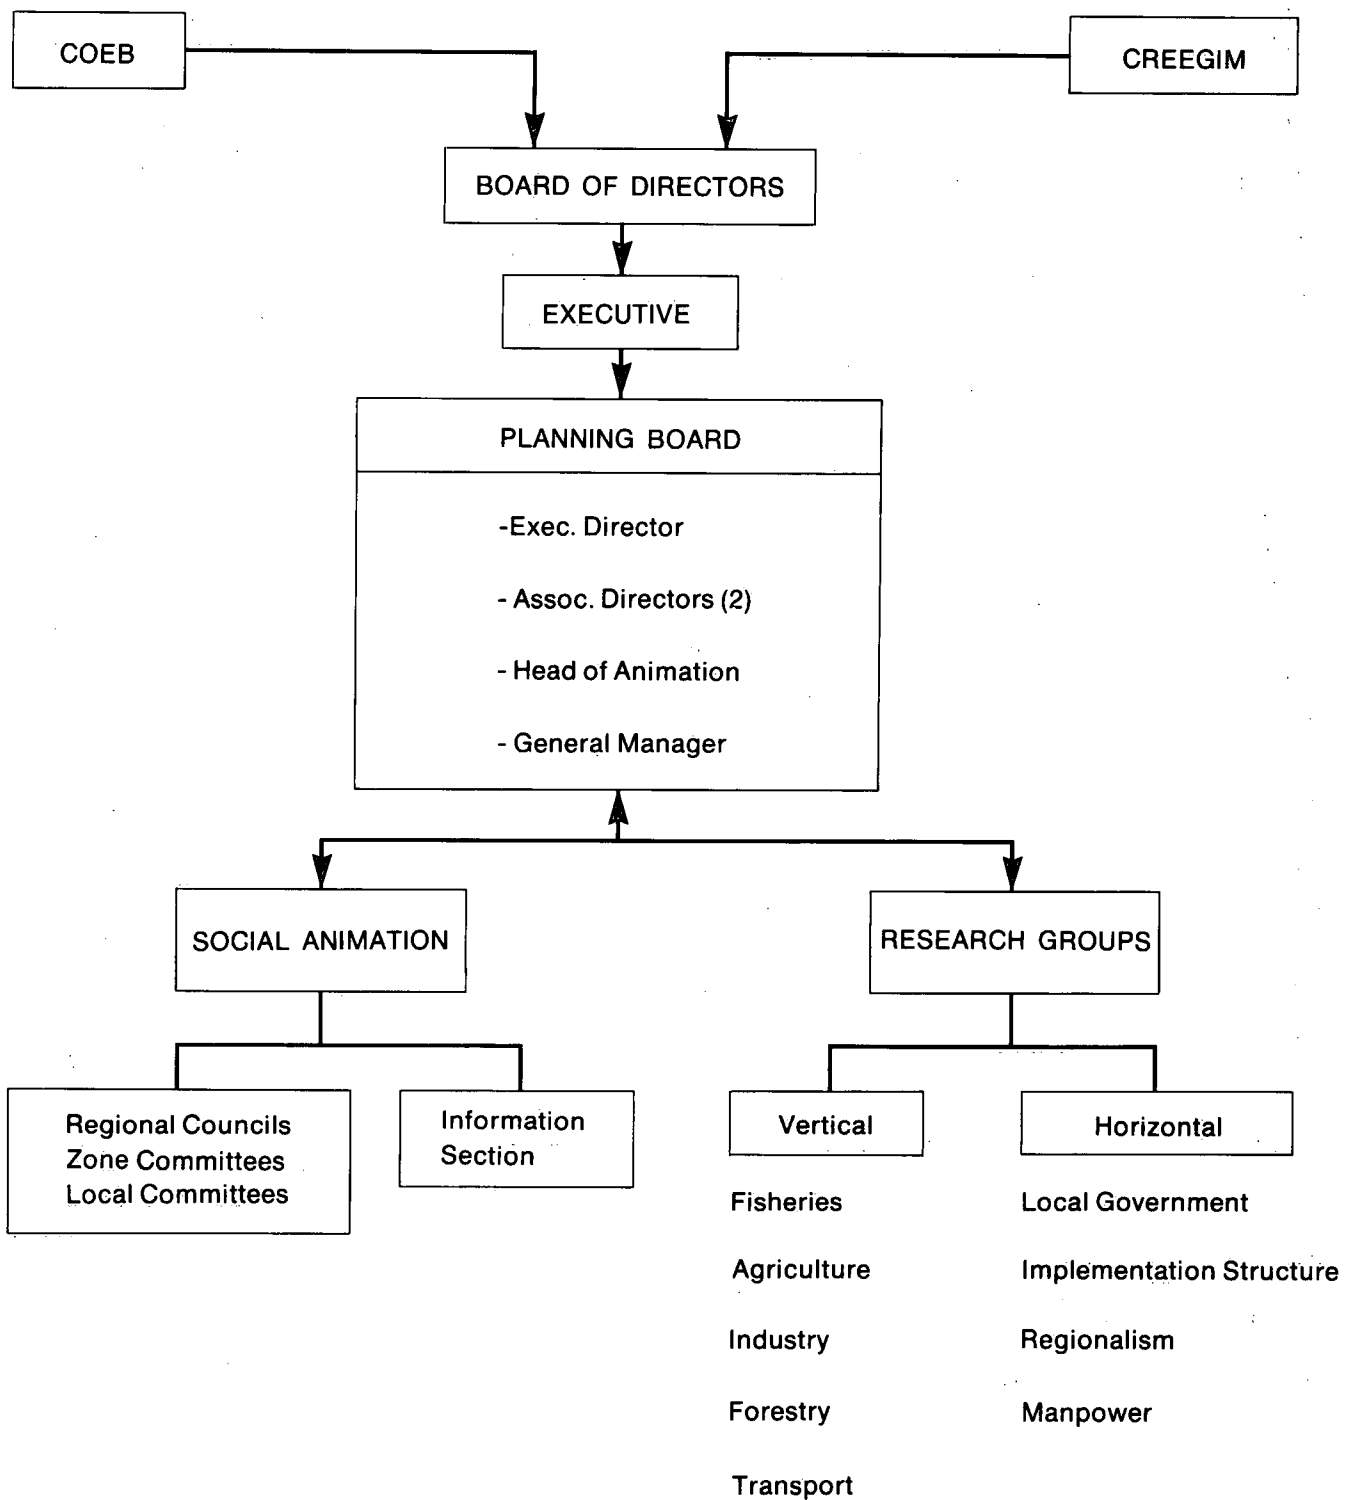 COEB
CREEGIM
BOARD OF DIRECTORS
EXECUTIVE
PLANNING BOARD
-Exec. Director
- Assoc. Directors (2)
- Head of Animation
- General Manager
SOCIAL ANIMATION
RESEARCH GROUPS
Regional Councils
Zone Committees
Local Committees
Information
Section
Vertical
Fisheries
Agriculture
Industry
Forestry
Transport
Horizontal
Local Government
Implementation Structure
Regionalism
Manpower